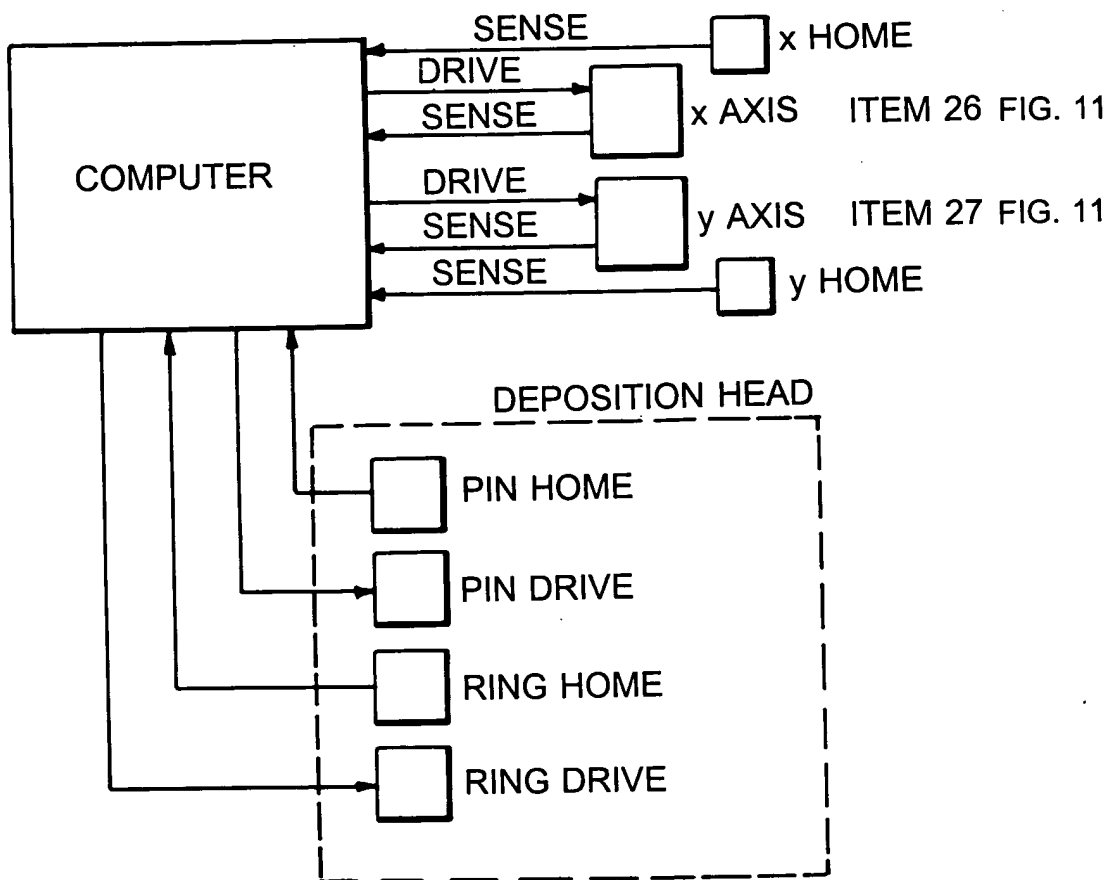 SENSE x HOME
DRIVE
SENSE x AXIS ITEM 26 FIG. 11
COMPUTER
DRIVE
SENSE y AXIS ITEM 27 FIG. 11
SENSE y HOME
DEPOSITION HEAD
PIN HOME
PIN DRIVE
RING HOME
RING DRIVE